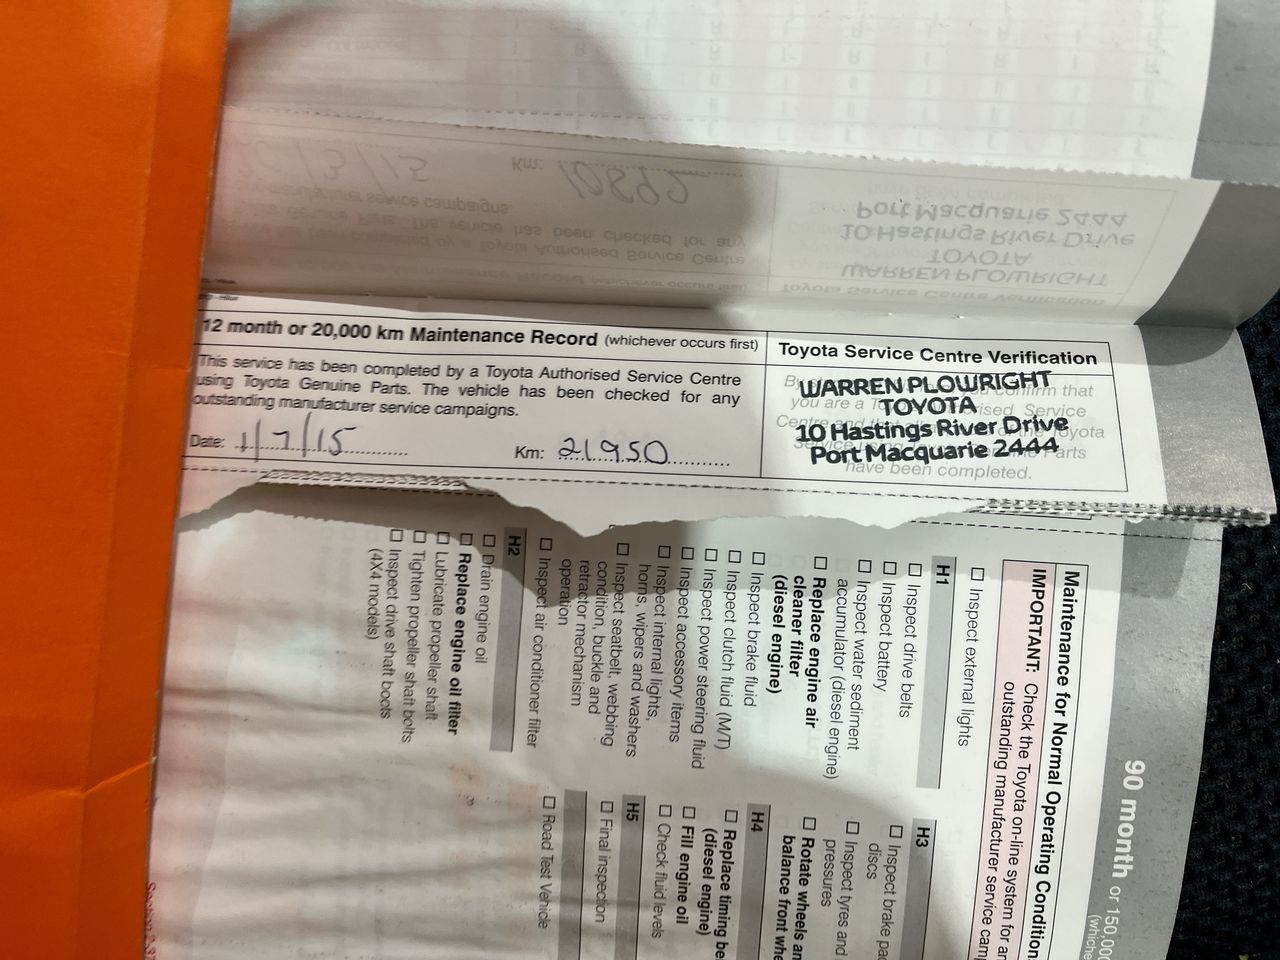 12 month or 20,000 km Maintenance Record (whichever occurs first)
This service has been completed by a Toyota Authorised Service Centre
using Toyota Genuine Parts. The vehicle has been checked for any
outstanding manufacturer service campaigns.
Date: 1/7/15
Km: 21950
Toyota Service Centre Verification
WARREN PLOWRIGHT
TOYOTA
10 Hastings River Drive
Port Macquarie 2444
have been completed.
90 month or 150,000
Maintenance for Normal Operating Condition
IMPORTANT: Check the Toyota on-line system for
outstanding manufacturer service
☐ Inspect external lights
H1
☐ Inspect drive belts
☐ Inspect battery
☐ Inspect water sediment
accumulator (diesel engine)
☐ Replace engine air
cleaner filter
(diesel engine)
☐ Inspect brake fluid
☐ Inspect clutch fluid (M/T)
☐ Inspect power steering fluid
☐ Inspect accessory items
☐ Inspect internal lights,
horns, wipers and washers
☐ Inspect seatbelt, webbing
condition, buckle and
retractor mechanism
operation
☐ Inspect air conditioner filter
H2
☐ Drain engine oil
☐ Replace engine oil filter
☐ Lubricate propeller shaft
☐ Tighten propeller shaft bolts
☐ Inspect drive shaft boots
(4X4 models)
H3
☐ Inspect brake
discs
☐ Inspect tyres and
pressures
☐ Rotate wheels
balance front
H4
☐ Replace timing
(diesel engine)
☐ Fill engine oil
☐ Check fluid levels
H5
☐ Final inspection
☐ Road Test Vehicle